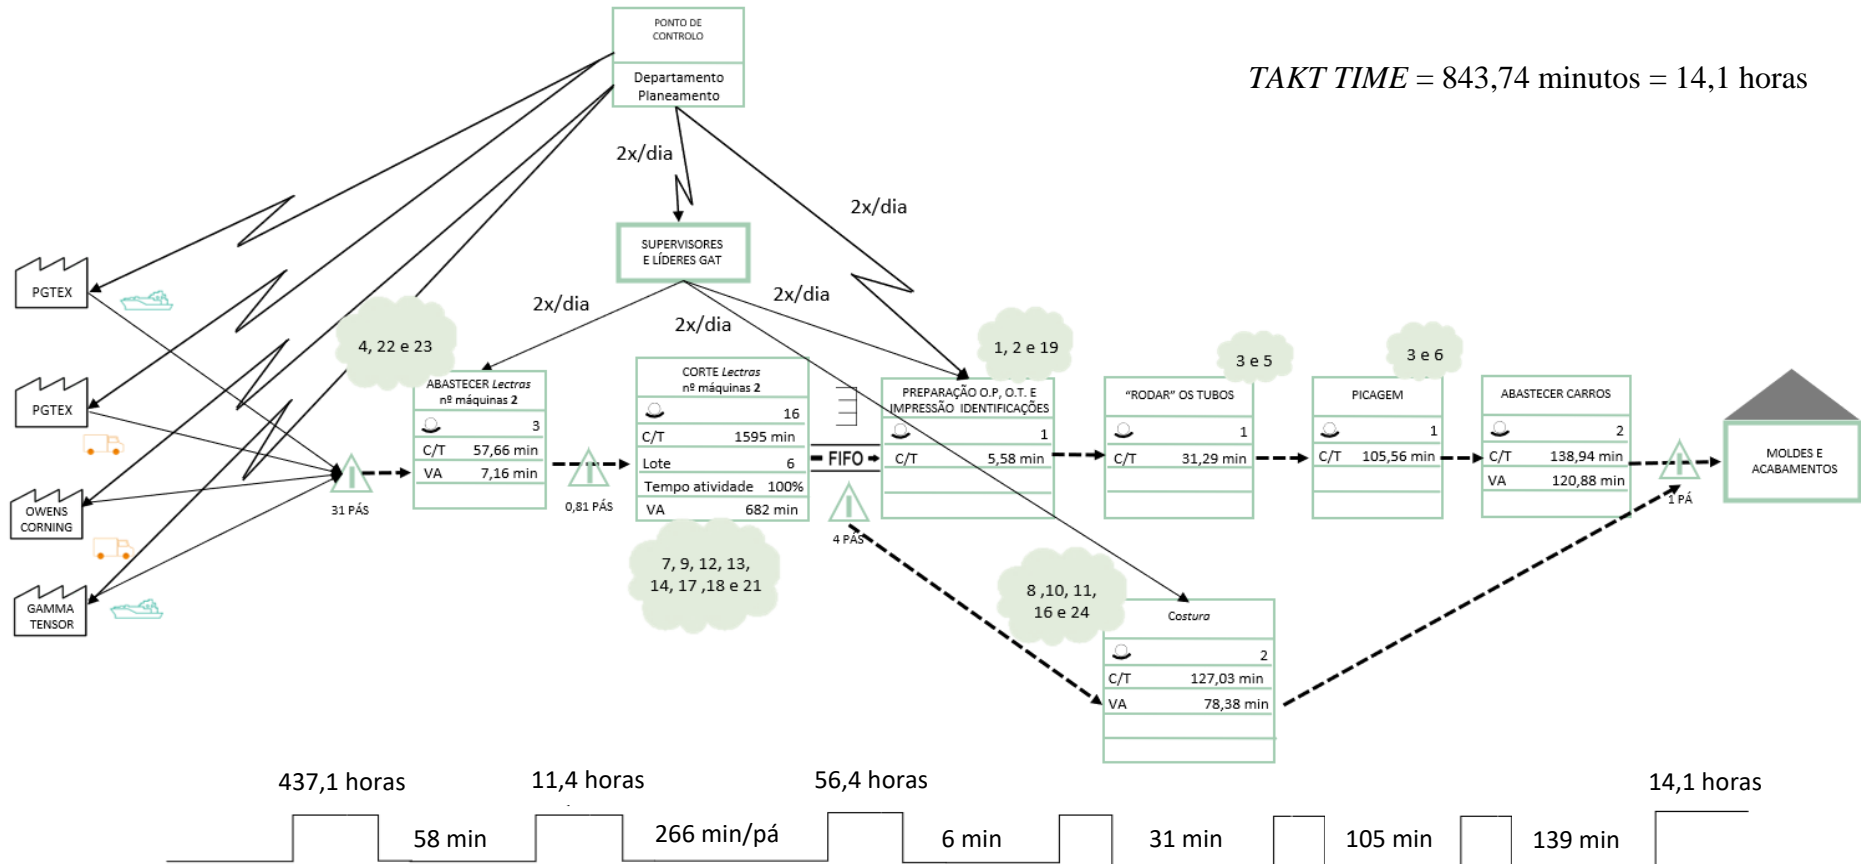 PONTO DE
CONTROLO
Departamento
Planeamento
TAKT TIME = 843,74 minutos = 14,1 horas
2x/dia
2x/dia
SUPERVISORES
E LÍDERES GAT
2x/dia
2x/dia
2x/dia
PGTEX
PGTEX
OWENS
CORNING
GAMMA
TENSOR
31 PÁS
4, 22 e 23
ABASTECER Lectras
nº máquinas 2
3
C/T 57,66 min
VA 7,16 min
0,81 PÁS
CORTE Lectras
nº máquinas 2
16
C/T 1595 min
Lote 6
Tempo atividade 100%
VA 682 min
7, 9, 12, 13,
14, 17 ,18 e 21
FIFO
4 PÁS
1, 2 e 19
PREPARAÇÃO O.P, O.T. E
IMPRESSÃO IDENTIFICAÇÕES
1
C/T 5,58 min
3 e 5
"RODAR" OS TUBOS
1
C/T 31,29 min
3 e 6
PICAGEM
1
C/T 105,56 min
ABASTECER CARROS
2
C/T 138,94 min
VA 120,88 min
1 PÁ
MOLDES E
ACABAMENTOS
8 ,10, 11,
16 e 24
Costura
2
C/T 127,03 min
VA 78,38 min
437,1 horas
11,4 horas
56,4 horas
14,1 horas
58 min
266 min/pá
6 min
31 min
105 min
139 min